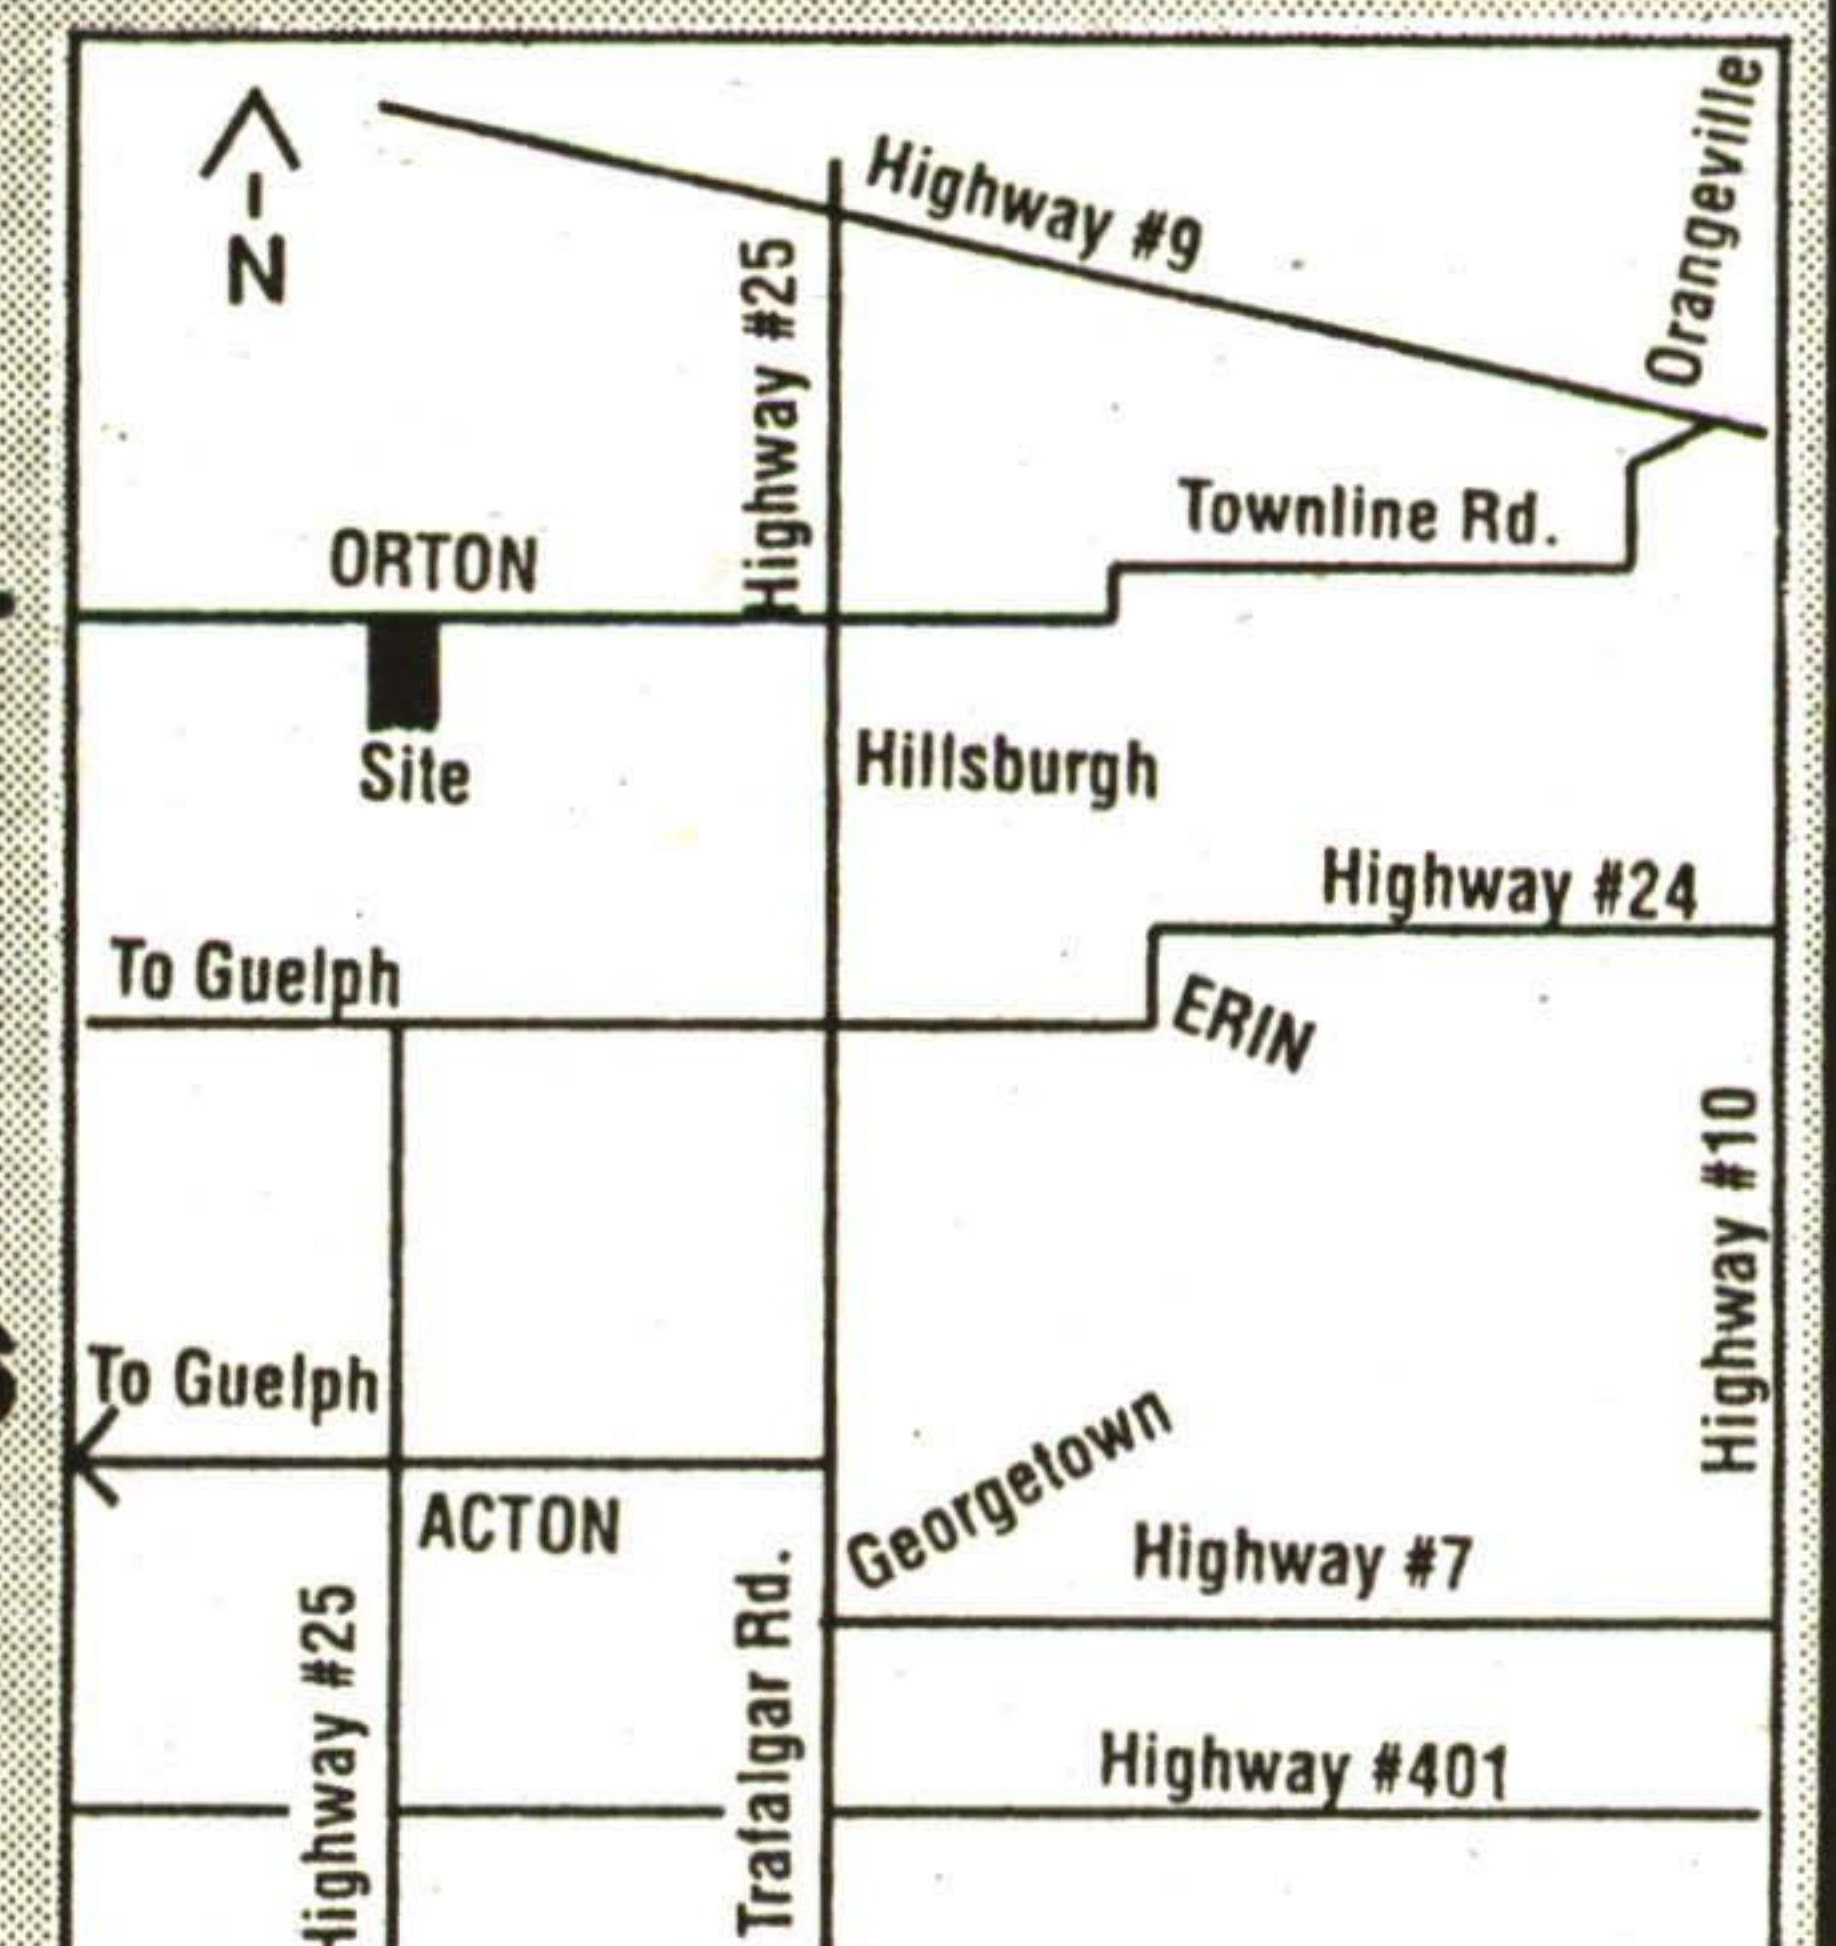 N
Highway #9
Orangeville
Highway #25
Townline Rd.
ORTON
Site
Hillsburgh
Highway #24
To Guelph
ERIN
Highway #10
To Guelph
ACTON
Georgetown
Highway #7
Highway #25
Trafalgar Rd.
Highway #401